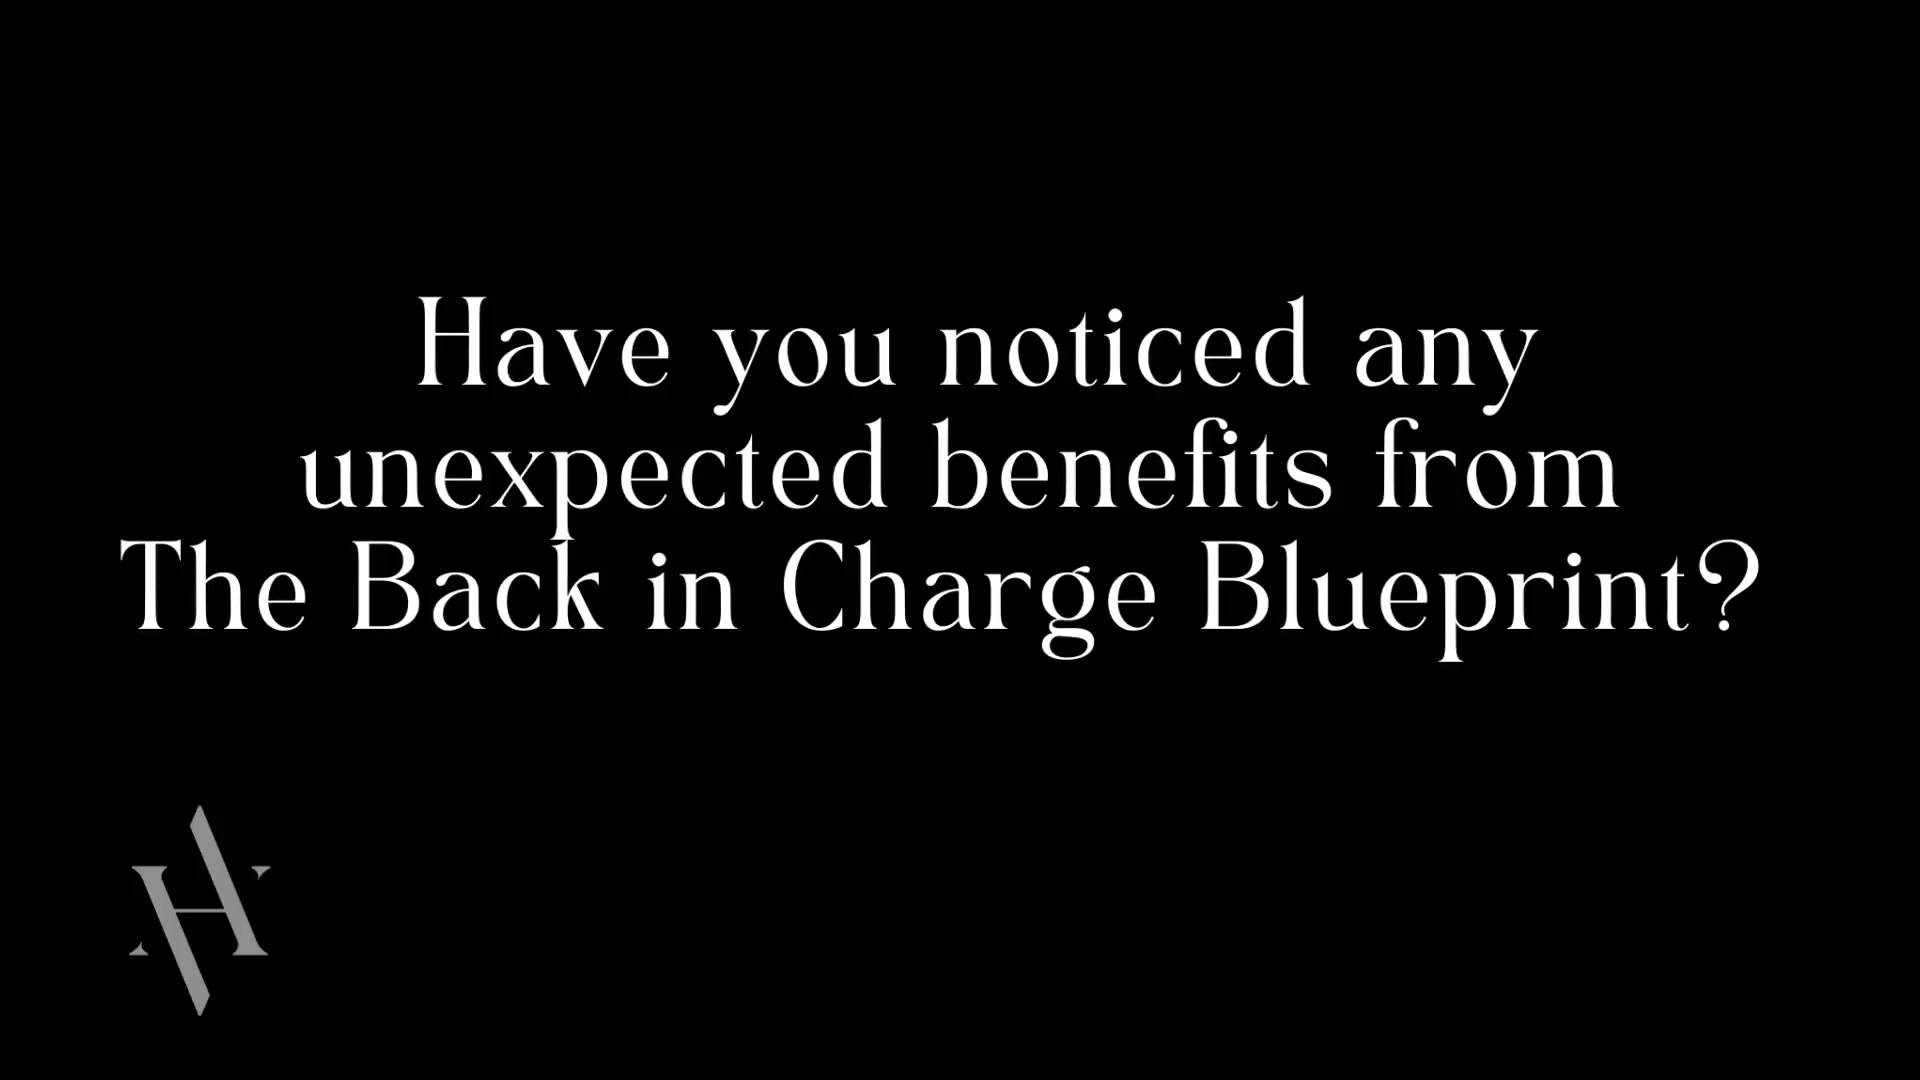 Have you noticed any
unexpected benefits from
The Back in Charge Blueprint?